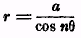 r = a / cos nθ